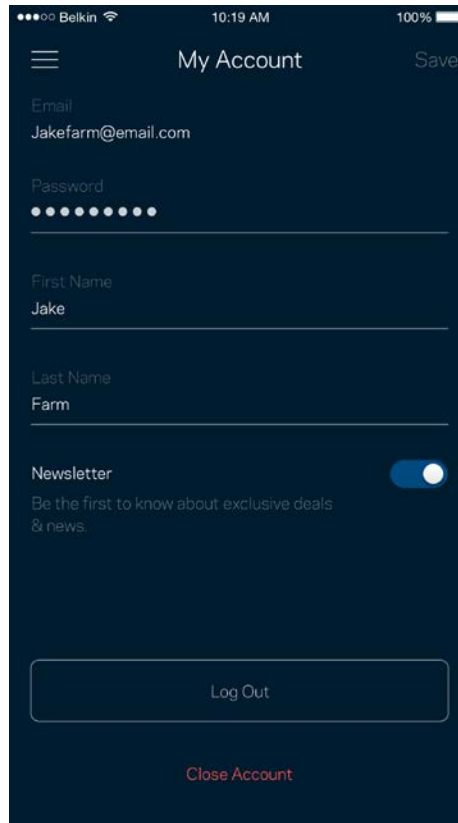 ●●●○○ Belkin 10:19 AM 100%
My Account Save
Email
Jakefarm@email.com
Password
●●●●●●●●●
First Name
Jake
Last Name
Farm
Newsletter
Be the first to know about exclusive deals
& news.
Log Out
Close Account